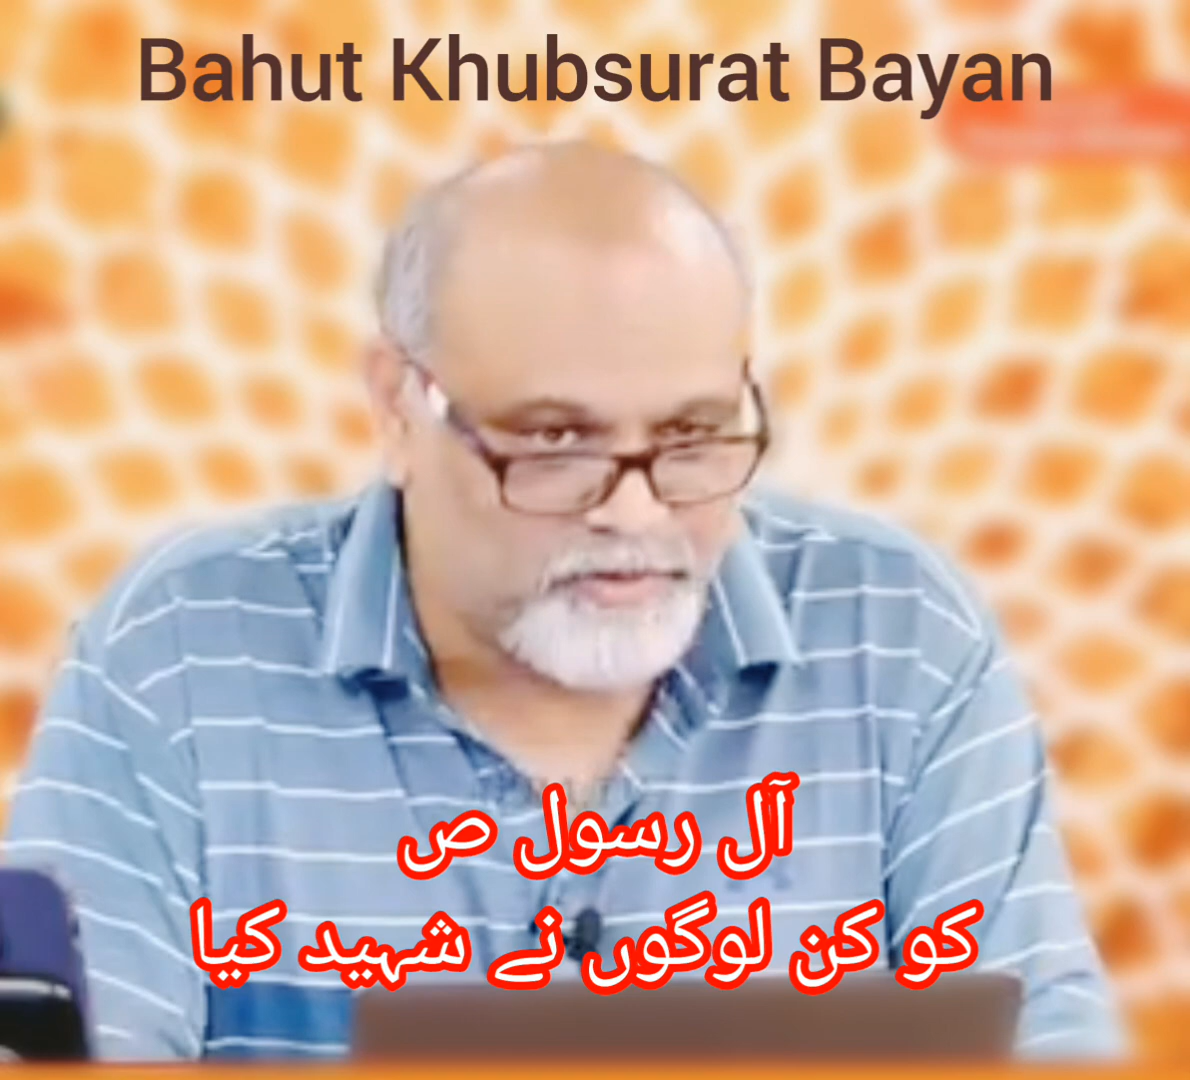 Bahut Khubsurat Bayan
آل رسول ص
کو کن لوگوں نے شہید کیا